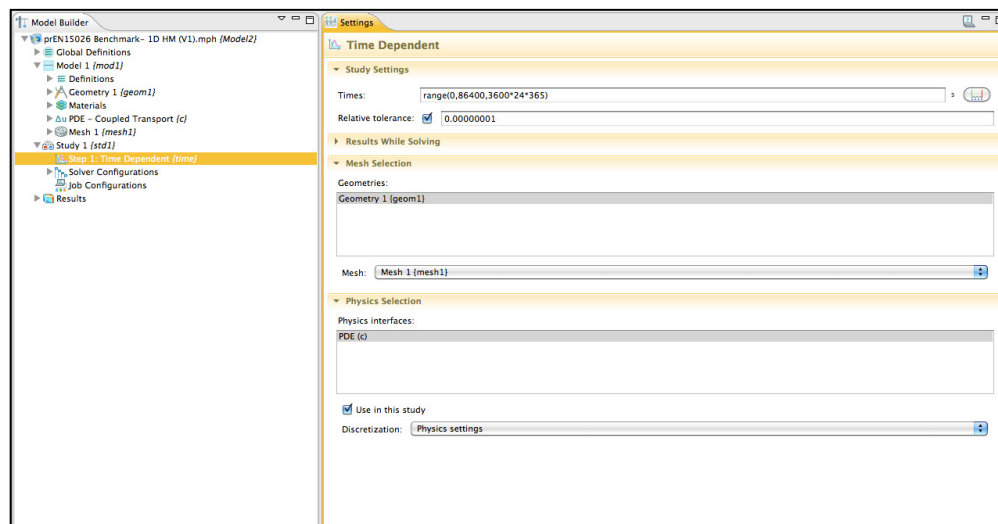 Model Builder
prEN15026 Benchmark- 1D HM (V1).mph {Model2}
Global Definitions
Model 1 {mod1}
Definitions
Geometry 1 {geom1}
Materials
Δu PDE - Coupled Transport {c}
Mesh 1 {mesh1}
Study 1 {std1}
Step 1: Time Dependent {time}
Solver Configurations
Job Configurations
Results
Settings
Time Dependent
Study Settings
Times: range(0,86400,3600*24*365) s
Relative tolerance: 0.00000001
Results While Solving
Mesh Selection
Geometries:
Geometry 1 {geom1}
Mesh: Mesh 1 {mesh1}
Physics Selection
Physics interfaces:
PDE (c)
Use in this study
Discretization: Physics settings